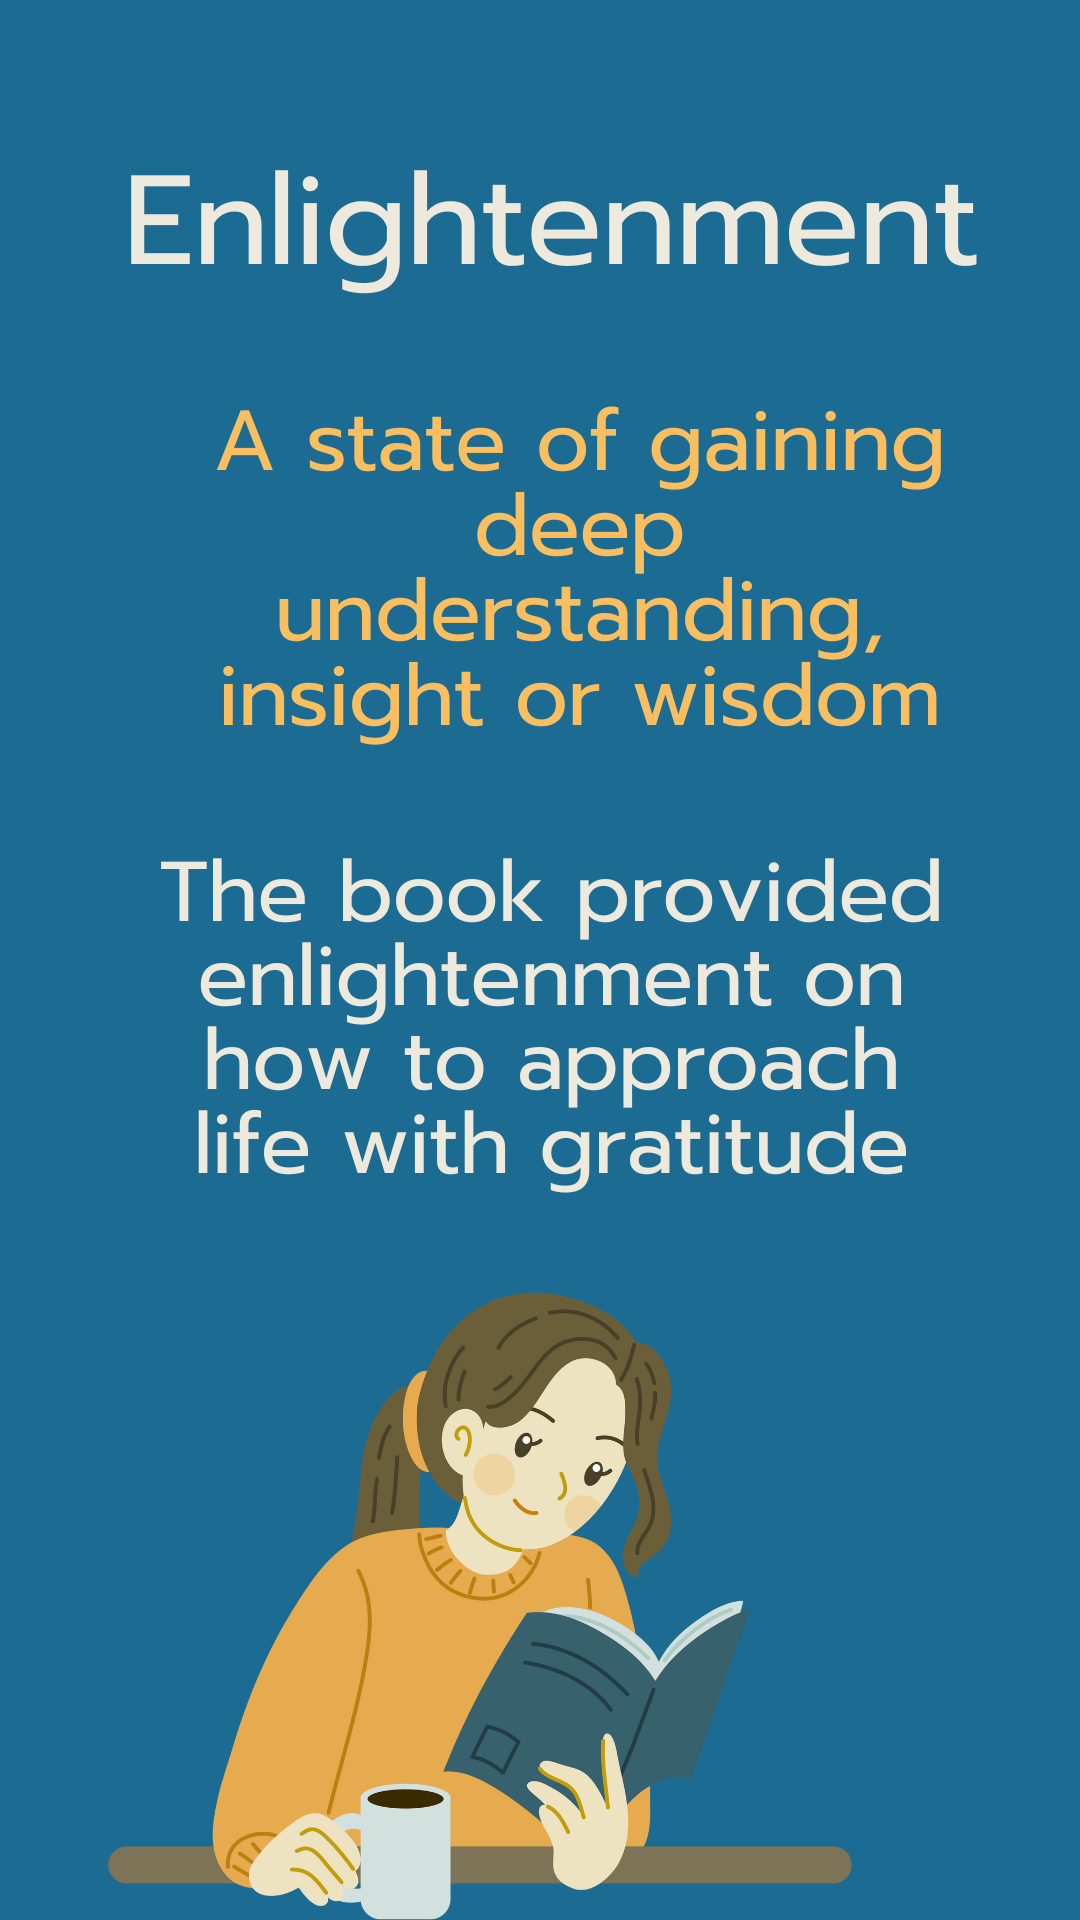 Enlightenment
A state of gaining
deep
understanding,
insight or wisdom
The book provided
enlightenment on
how to approach
life with gratitude